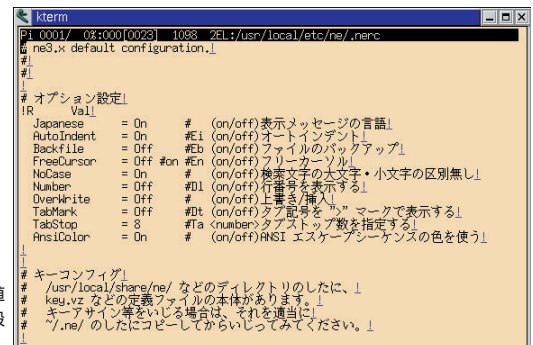 kterm
Pi 0001/ 0%:000[0023] 1098 2EL:/usr/local/etc/ne/.nerc
# ne3.x default configuration.↓
#↓
#↓
↓
# オプション設定↓
!R Val↓
Japanese = On # (on/off)表示メッセージの言語↓
AutoIndent = On #Ei (on/off)オートインデント↓
Backfile = Off #Eb (on/off)ファイルのバックアップ↓
FreeCursor = Off #on #En (on/off)フリーカーソル↓
NoCase = On # (on/off)検索文字の大文字・小文字の区別無し↓
Number = Off #Dl (on/off)行番号を表示する↓
OverWrite = Off # (on/off)上書き/挿入↓
TabMark = Off #Dt (on/off)タブ記号を ">" マークで表示する↓
TabStop = 8 #Ta <number>タブストップ数を指定する↓
AnsiColor = On # (on/off)ANSI エスケープシーケンスの色を使う↓
↓
↓
# キーコンフィグ↓
# /usr/local/share/ne/ などのディレクトリのしたに、↓
# key.vz などの定義ファイルの本体があります。↓
# キーアサイン等をいじる場合は、それを適当に↓
# ~/.ne/ のしたにコピーしてからいじってみてください。↓
↓
値